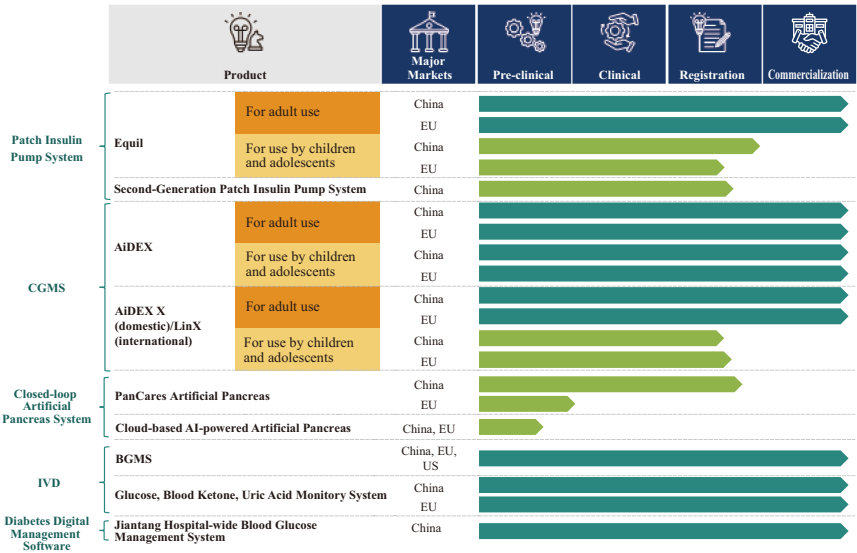 Product
Major
Markets
Pre-clinical
Clinical
Registration
Commercialization
Patch Insulin
Pump System
Equil
For adult use
China
EU
For use by children
and adolescents
China
EU
Second-Generation Patch Insulin Pump System
China
CGMS
AiDEX
For adult use
China
EU
For use by children
and adolescents
China
EU
AiDEX X
(domestic)/LinX
(international)
For adult use
China
EU
For use by children
and adolescents
China
EU
Closed-loop
Artificial
Pancreas System
PanCares Artificial Pancreas
China
EU
Cloud-based AI-powered Artificial Pancreas
China, EU
IVD
BGMS
China, EU,
US
Glucose, Blood Ketone, Uric Acid Monitory System
China
EU
Diabetes Digital
Management
Software
Jiantang Hospital-wide Blood Glucose
Management System
China